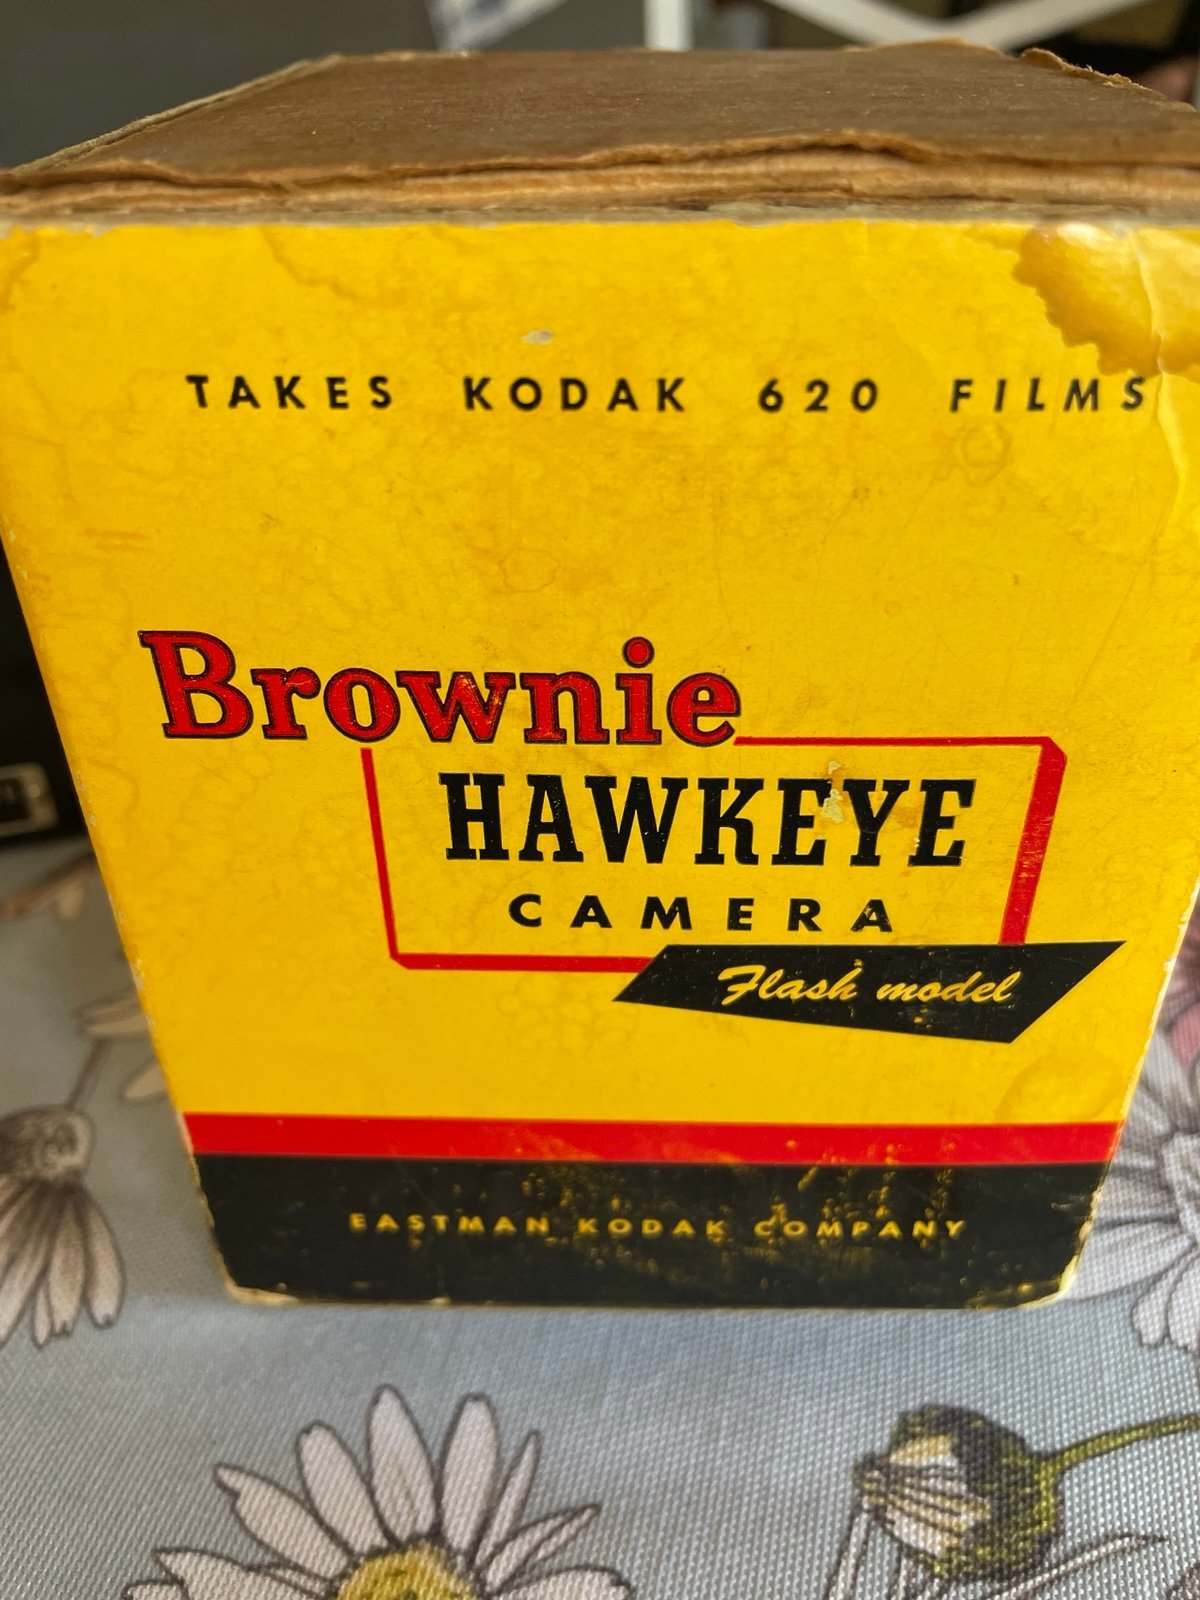 TAKES KODAK 620 FILMS
Brownie
HAWKEYE
CAMERA
Flash model
EASTMAN KODAK COMPANY